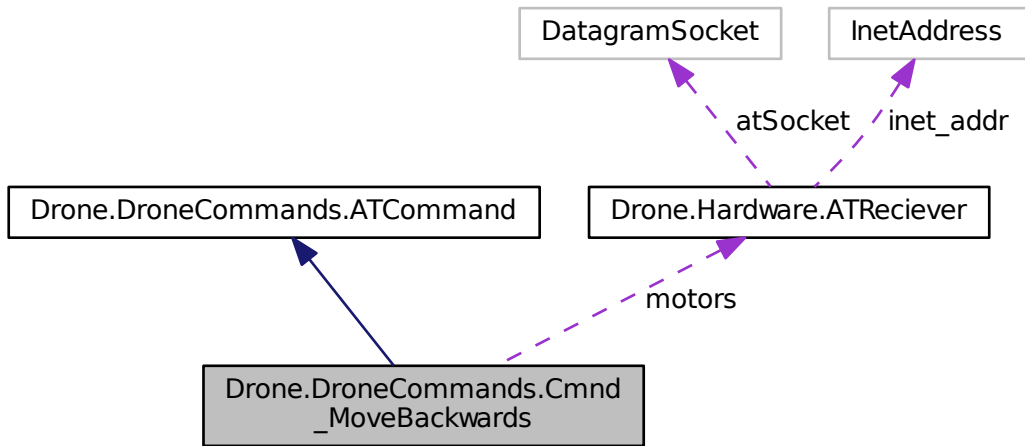 DatagramSocket
InetAddress
atSocket
inet_addr
Drone.DroneCommands.ATCommand
Drone.Hardware.ATReciever
motors
Drone.DroneCommands.Cmnd
_MoveBackwards